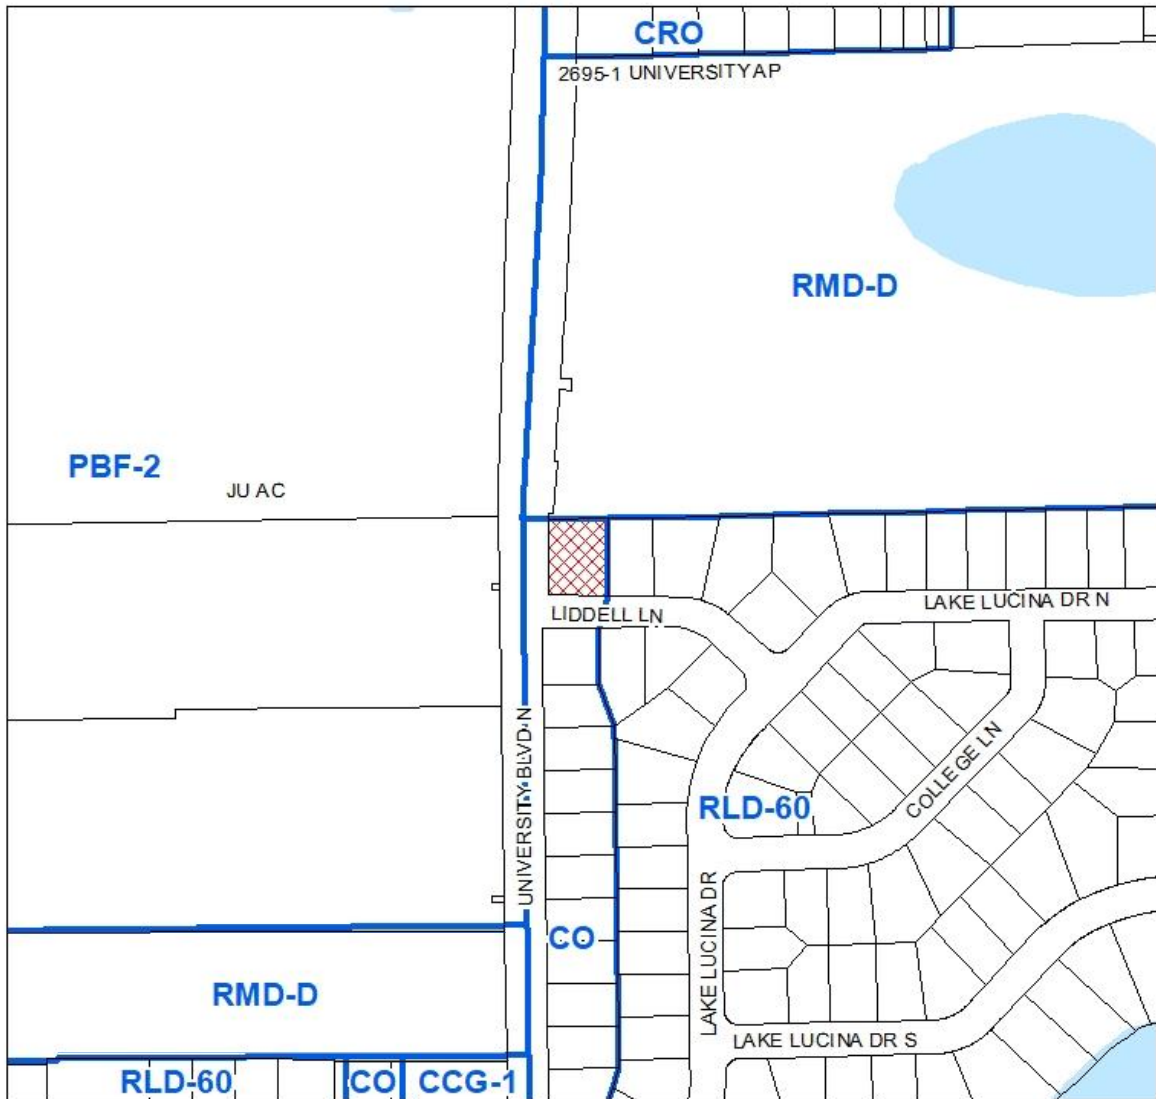 CRO
2695-1 UNIVERSITY AP
RMD-D
PBF-2
JU AC
LAKE LUCINA DR N
LIDDELL LN
UNIVERSITY BLVD N
COLLEGE LN
RLD-60
LAKE LUCINA DR
CO
RMD-D
LAKE LUCINA DR S
RLD-60
CO
CCG-1